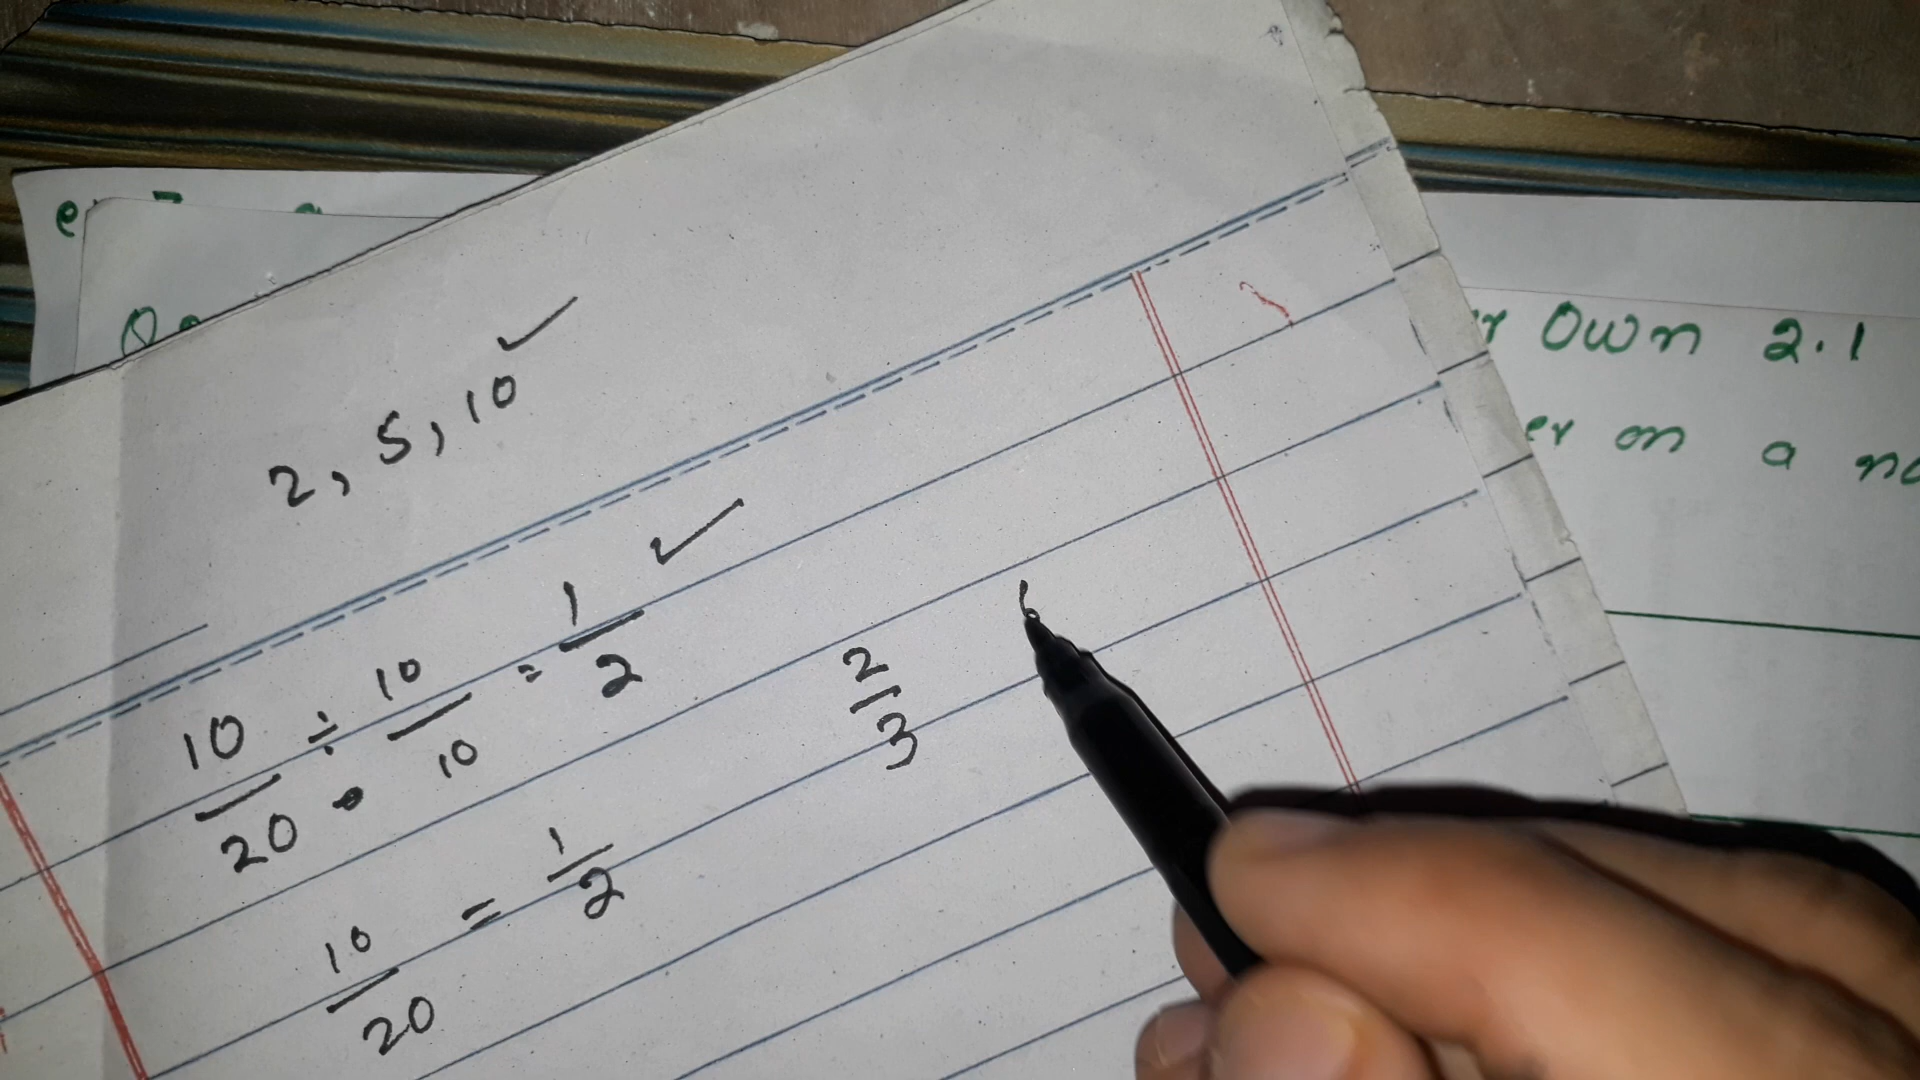 2, 5, 10 ✓
10/20 ÷ 10/10 = 1/2 ✓
10/20 = 1/2
2/3
Own 2.1
on a